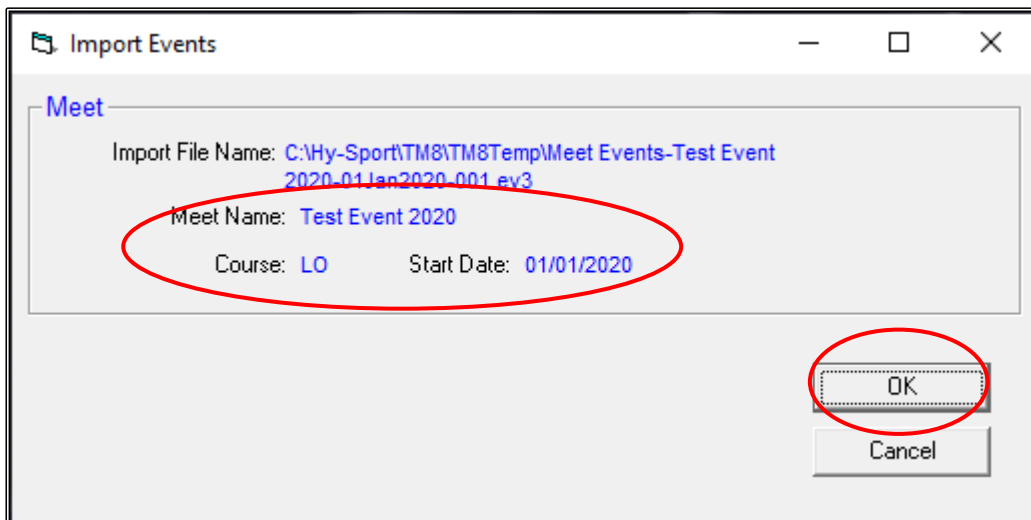 Import Events
Meet
Import File Name: C:\Hy-Sport\TM8\TM8Temp\Meet Events-Test Event
2020-01Jan2020-001.ev3
Meet Name: Test Event 2020
Course: LO Start Date: 01/01/2020
OK
Cancel